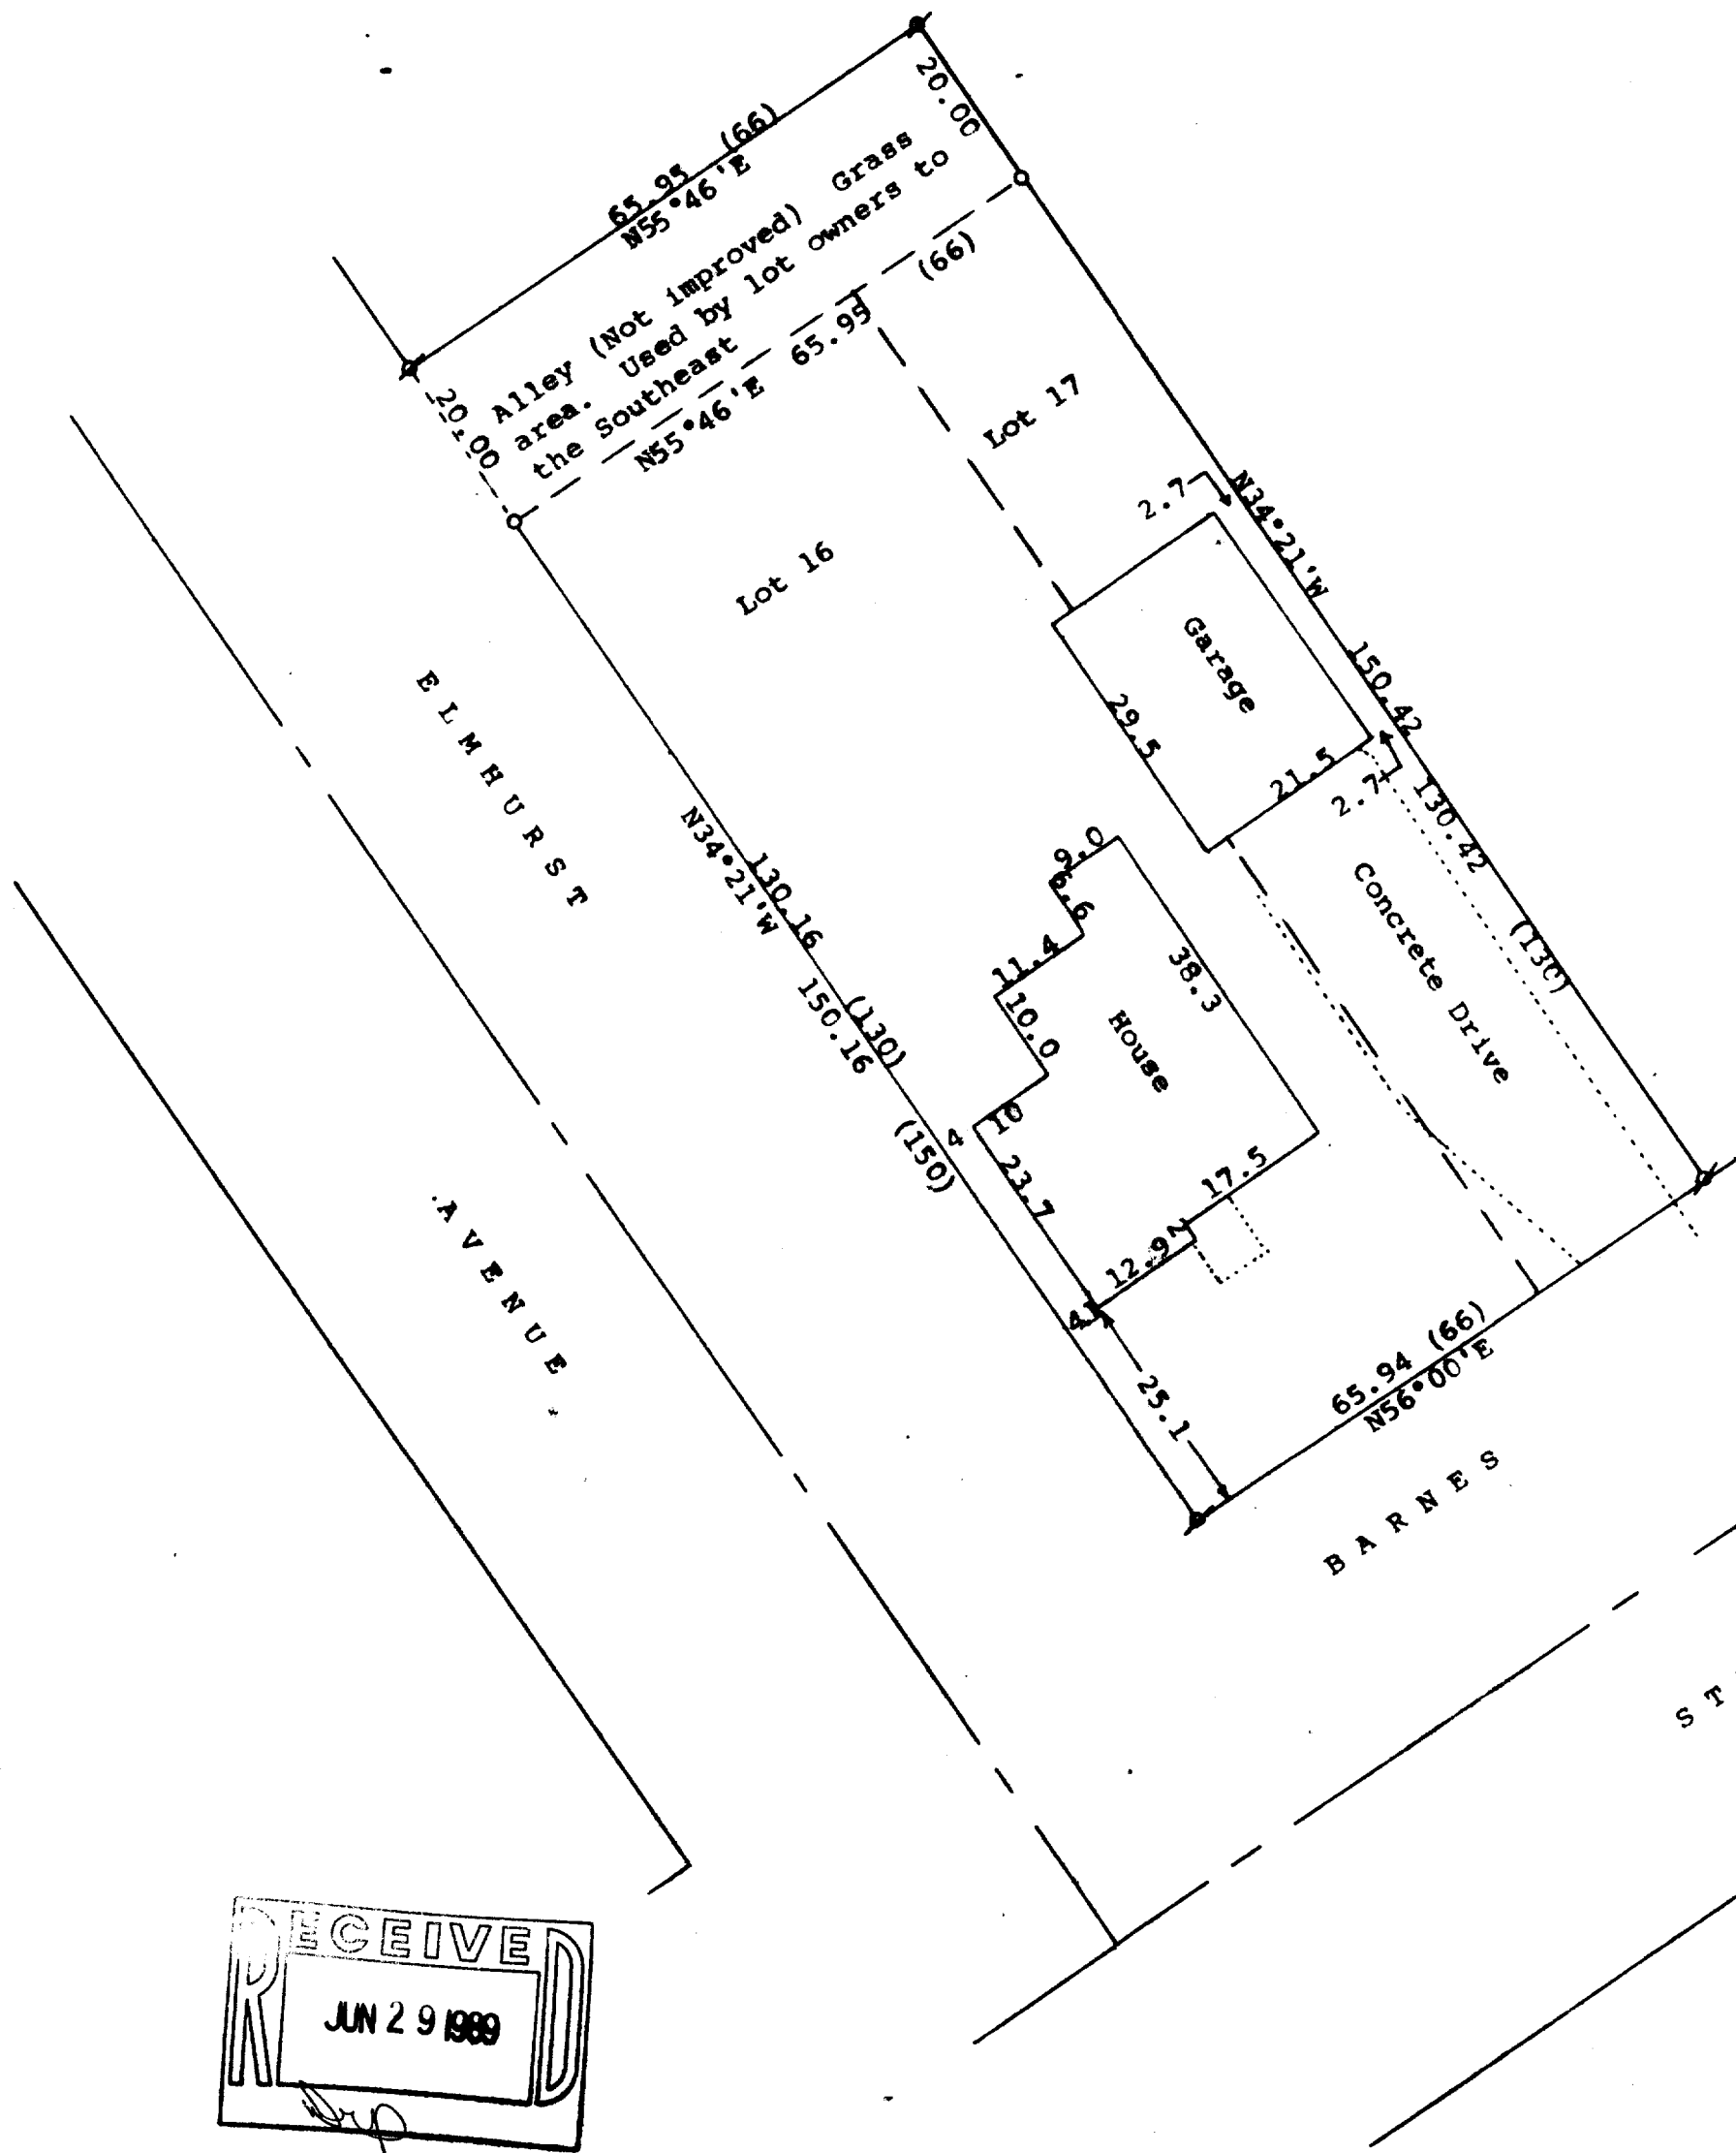 20.00
65.95 (66)
N55°46'E
Alley (Not improved) Grass
area. Used by lot owners to
the Southeast
20.00
N55°46'E 65.95 (66)
Lot 17
Lot 16
2.7
N34°21'W
150.42
Garage
29.5
21.5
2.7
130.42
(130)
Concrete Drive
ELMHURST
AVENUE
N34°21'W
130.16
150.16
(130)
(150)
9.0
6.6
11.4
10.0
38.3
House
10
4
23.7
17.5
2
12.9
4
25.1
65.94 (66)
N56°00'E
BARNES
ST
RECEIVED
JUN 29 1989